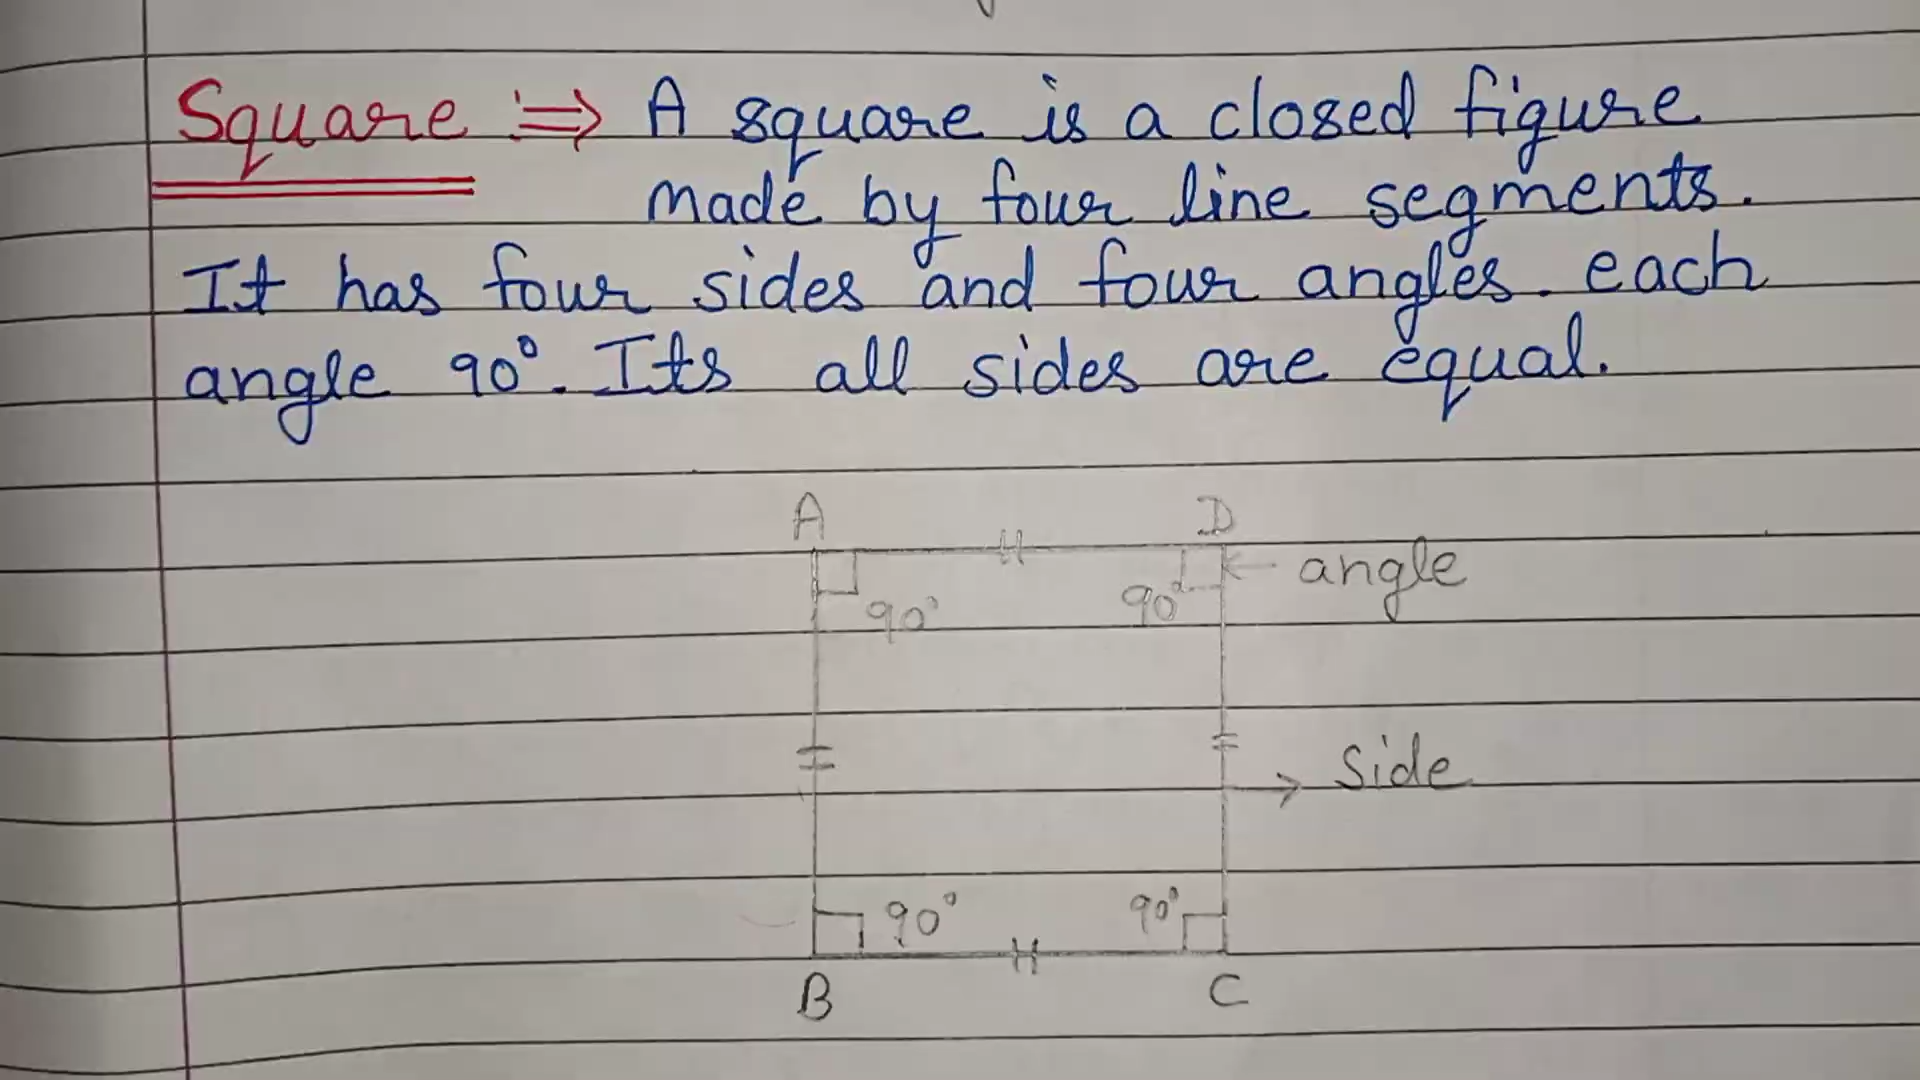 Square ⇒ A square is a closed figure
made by four line segments.
It has four sides and four angles. each
angle 90°. Its all sides are equal.
A D
angle
90° 90°
side
90° 90°
B C